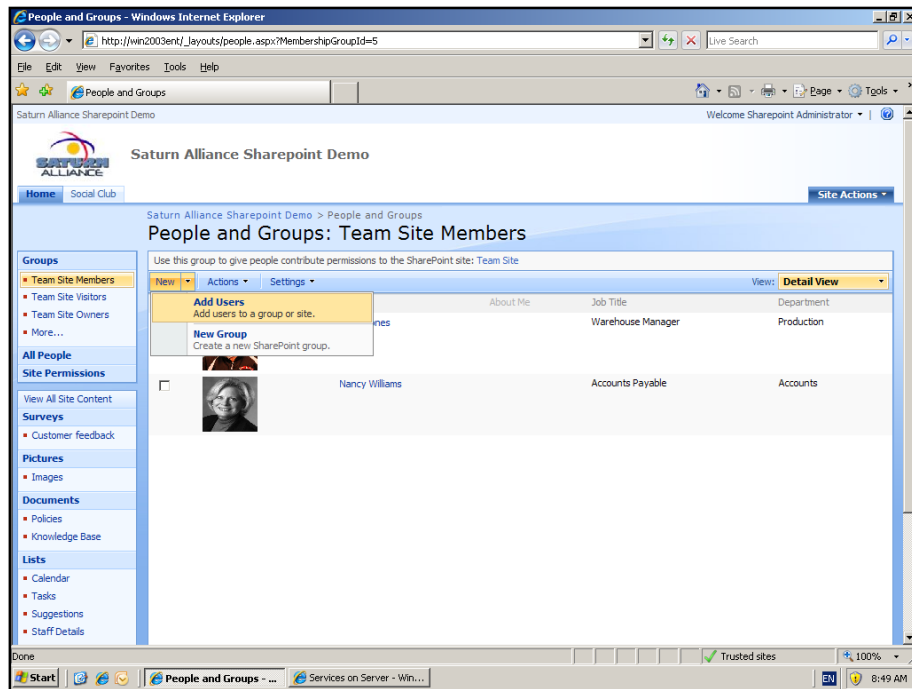 People and Groups - Windows Internet Explorer
http://win2003ent/_layouts/people.aspx?MembershipGroupId=5
Live Search
File Edit View Favorites Tools Help
People and Groups
Page Tools
Saturn Alliance Sharepoint Demo
Welcome Sharepoint Administrator
SATURN
ALLIANCE
Saturn Alliance Sharepoint Demo
Home Social Club
Site Actions
Saturn Alliance Sharepoint Demo > People and Groups
People and Groups: Team Site Members
Use this group to give people contribute permissions to the SharePoint site: Team Site
New Actions Settings
View: Detail View
Add Users
Add users to a group or site.
New Group
Create a new SharePoint group.
About Me Job Title Department
Warehouse Manager Production
Nancy Williams Accounts Payable Accounts
Groups
Team Site Members
Team Site Visitors
Team Site Owners
More...
All People
Site Permissions
View All Site Content
Surveys
Customer feedback
Pictures
Images
Documents
Policies
Knowledge Base
Lists
Calendar
Tasks
Suggestions
Staff Details
Done
Trusted sites
100%
Start
People and Groups - ...
Services on Server - Win...
EN
8:49 AM